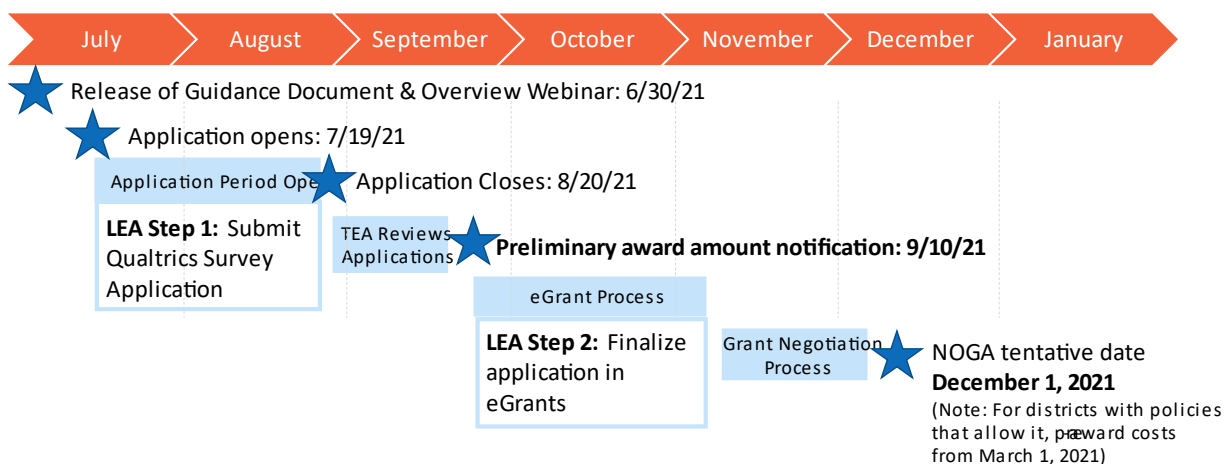 July August September October November December January
Release of Guidance Document & Overview Webinar: 6/30/21
Application opens: 7/19/21
Application Period Ope
Application Closes: 8/20/21
LEA Step 1: Submit
Qualtrics Survey
Application
TEA Reviews
Applications
Preliminary award amount notification: 9/10/21
eGrant Process
LEA Step 2: Finalize
application in
eGrants
Grant Negotiation
Process
NOGA tentative date
December 1, 2021
(Note: For districts with policies
that allow it, pre-award costs
from March 1, 2021)